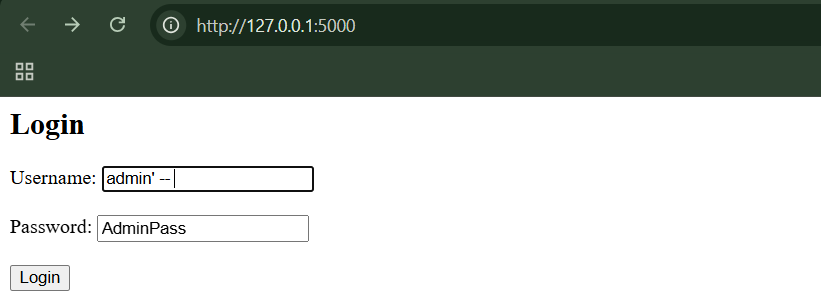 http://127.0.0.1:5000
Login
Username: admin' --
Password: AdminPass
Login